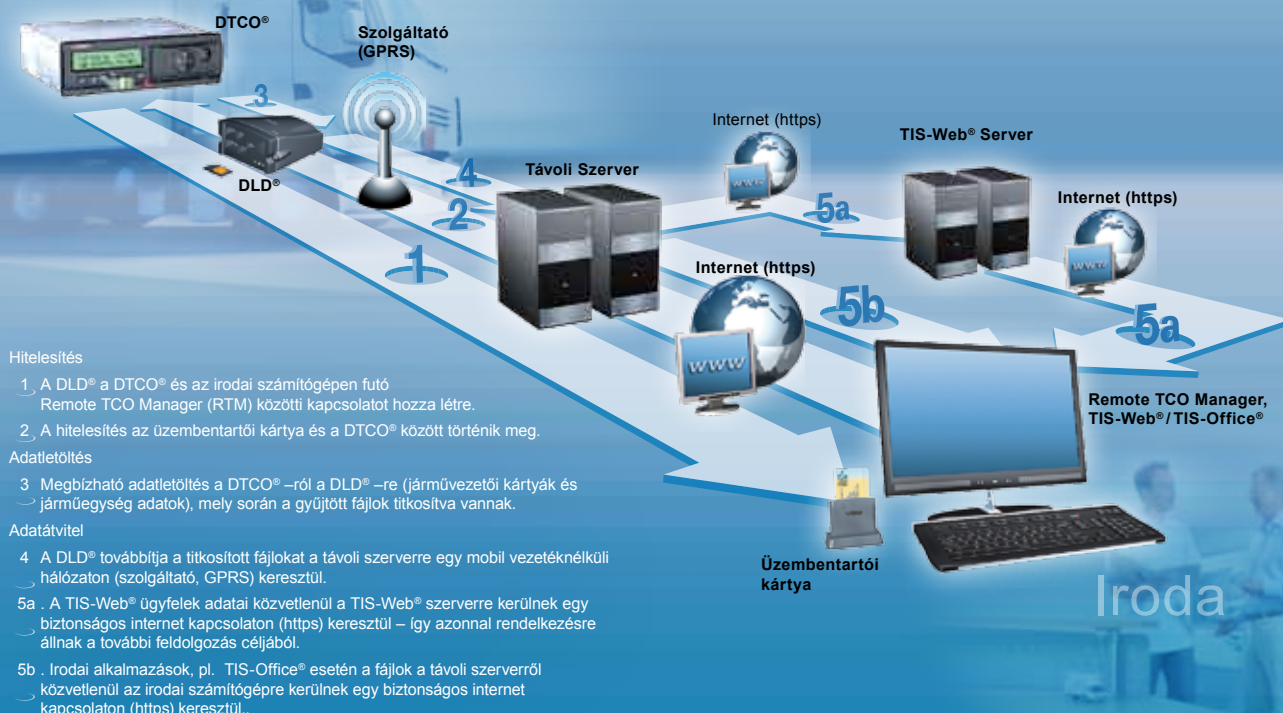 DTCO®
Szolgáltató
(GPRS)
3
DLD®
4
2
1
Távoli Szerver
Internet (https)
www
5a
TIS-Web® Server
Internet (https)
www
5a
Internet (https)
www
5b
Remote TCO Manager,
TIS-Web® / TIS-Office®
Üzembentartói
kártya
Iroda
Hitelesítés
1 A DLD® a DTCO® és az irodai számítógépen futó
Remote TCO Manager (RTM) közötti kapcsolatot hozza létre.
2 A hitelesítés az üzembentartói kártya és a DTCO® között történik meg.
Adatletöltés
3 Megbízható adatletöltés a DTCO® –ról a DLD® –re (járművezetői kártyák és
járműegység adatok), mely során a gyűjtött fájlok titkosítva vannak.
Adatátvitel
4 A DLD® továbbítja a titkosított fájlokat a távoli szerverre egy mobil vezetéknélküli
hálózaton (szolgáltató, GPRS) keresztül.
5a . A TIS-Web® ügyfelek adatai közvetlenül a TIS-Web® szerverre kerülnek egy
biztonságos internet kapcsolaton (https) keresztül – így azonnal rendelkezésre
állnak a további feldolgozás céljából.
5b . Irodai alkalmazások, pl. TIS-Office® esetén a fájlok a távoli szerverről
közvetlenül az irodai számítógépre kerülnek egy biztonságos internet
kapcsolaton (https) keresztül..